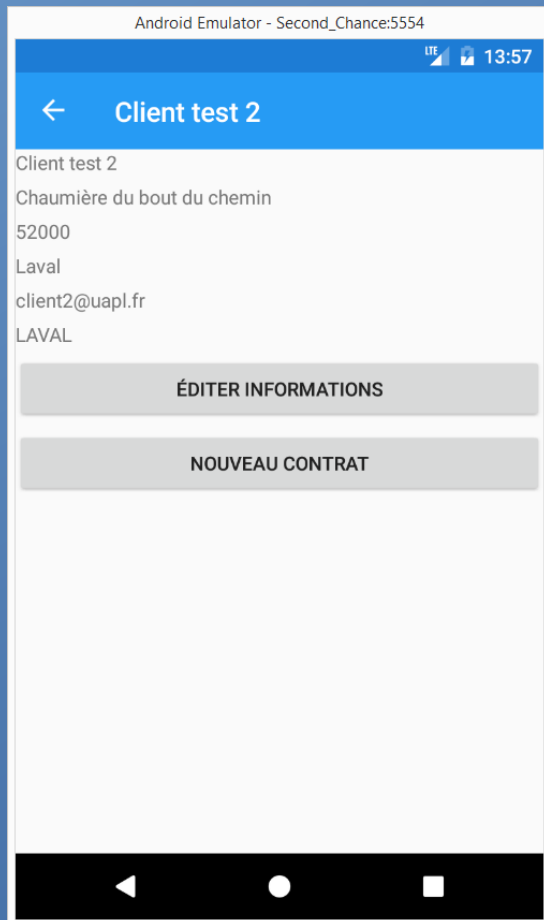 Android Emulator - Second_Chance:5554
LTE 13:57
Client test 2
Client test 2
Chaumière du bout du chemin
52000
Laval
client2@uapl.fr
LAVAL
ÉDITER INFORMATIONS
NOUVEAU CONTRAT